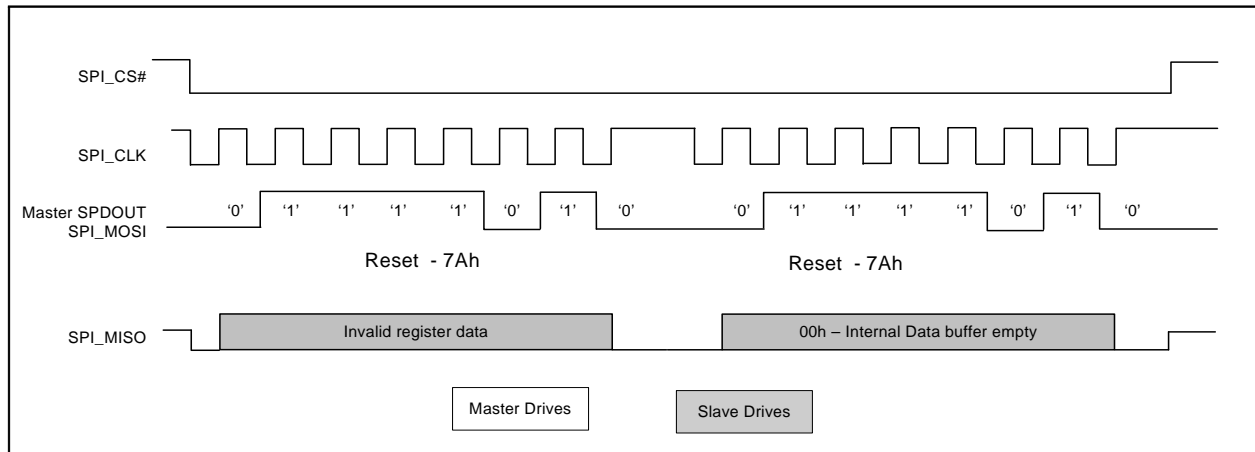 SPI_CS#
SPI_CLK
Master SPDOUT
SPI_MOSI
‘0’ ‘1’ ‘1’ ‘1’ ‘1’ ‘0’ ‘1’ ‘0’ ‘0’ ‘1’ ‘1’ ‘1’ ‘1’ ‘0’ ‘1’ ‘0’
Reset - 7Ah Reset - 7Ah
SPI_MISO Invalid register data 00h – Internal Data buffer empty
Master Drives Slave Drives